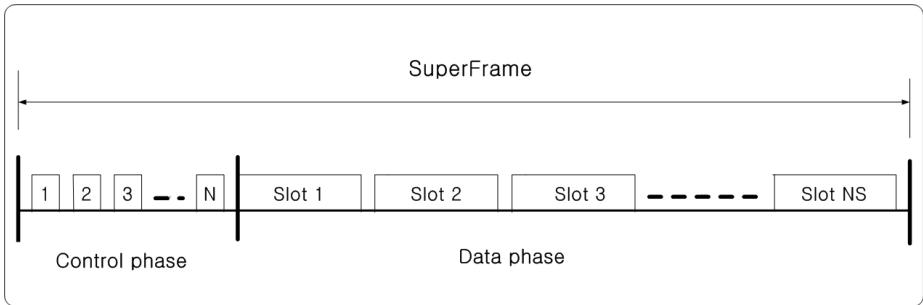 SuperFrame
1 2 3 N Slot 1 Slot 2 Slot 3 Slot NS
Control phase Data phase